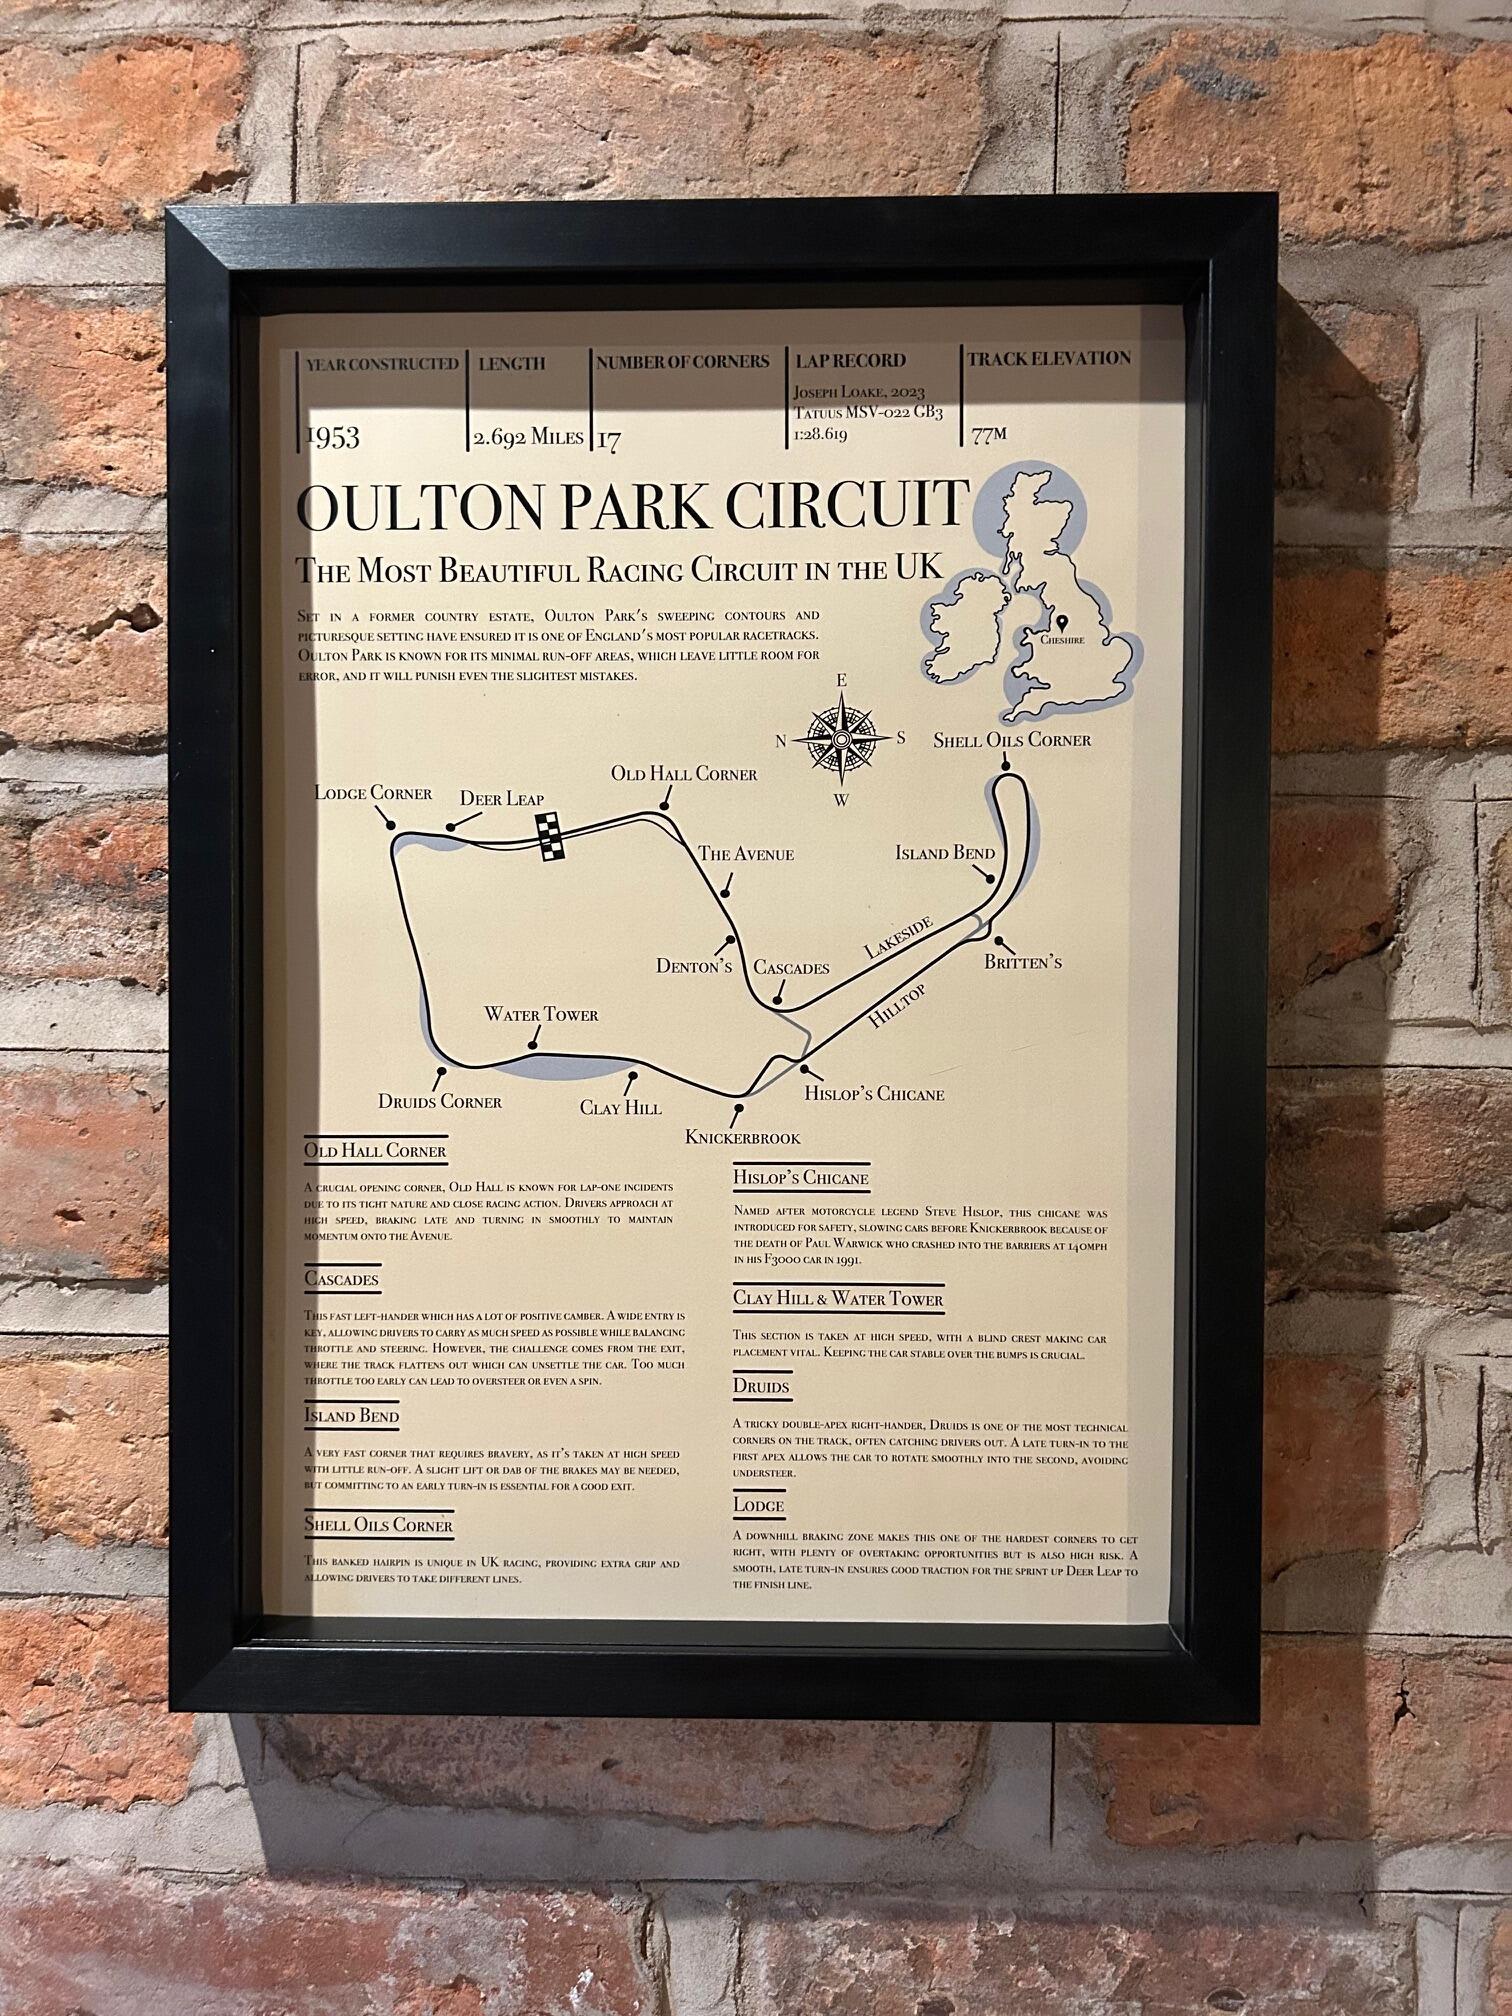 YEAR CONSTRUCTED
1953
LENGTH
2.692 MILES
NUMBER OF CORNERS
17
LAP RECORD
JOSEPH LOAKE, 2023
TATUUS MSV-022 GB3
1:28.619
TRACK ELEVATION
77M
OULTON PARK CIRCUIT
THE MOST BEAUTIFUL RACING CIRCUIT IN THE UK
SET IN A FORMER COUNTRY ESTATE, OULTON PARK'S SWEEPING CONTOURS AND
PICTURESQUE SETTING HAVE ENSURED IT IS ONE OF ENGLAND'S MOST POPULAR RACETRACKS.
OULTON PARK IS KNOWN FOR ITS MINIMAL RUN-OFF AREAS, WHICH LEAVE LITTLE ROOM FOR
ERROR, AND IT WILL PUNISH EVEN THE SLIGHTEST MISTAKES.
CHESHIRE
E
N
S
W
SHELL OILS CORNER
OLD HALL CORNER
LODGE CORNER
DEER LEAP
THE AVENUE
ISLAND BEND
LAKESIDE
DENTON'S
CASCADES
BRITTEN'S
HILLTOP
WATER TOWER
DRUIDS CORNER
CLAY HILL
HISLOP'S CHICANE
KNICKERBROOK
OLD HALL CORNER
A CRUCIAL OPENING CORNER, OLD HALL IS KNOWN FOR LAP-ONE INCIDENTS
DUE TO ITS TIGHT NATURE AND CLOSE RACING ACTION. DRIVERS APPROACH AT
HIGH SPEED, BRAKING LATE AND TURNING IN SMOOTHLY TO MAINTAIN
MOMENTUM ONTO THE AVENUE.
CASCADES
THIS FAST LEFT-HANDER WHICH HAS A LOT OF POSITIVE CAMBER. A WIDE ENTRY IS
KEY, ALLOWING DRIVERS TO CARRY AS MUCH SPEED AS POSSIBLE WHILE BALANCING
THROTTLE AND STEERING. HOWEVER, THE CHALLENGE COMES FROM THE EXIT,
WHERE THE TRACK FLATTENS OUT WHICH CAN UNSETTLE THE CAR. TOO MUCH
THROTTLE TOO EARLY CAN LEAD TO OVERSTEER OR EVEN A SPIN.
ISLAND BEND
A VERY FAST CORNER THAT REQUIRES BRAVERY, AS IT'S TAKEN AT HIGH SPEED
WITH LITTLE RUN-OFF. A SLIGHT LIFT OR DAB OF THE BRAKES MAY BE NEEDED,
BUT COMMITTING TO AN EARLY TURN-IN IS ESSENTIAL FOR A GOOD EXIT.
SHELL OILS CORNER
THIS BANKED HAIRPIN IS UNIQUE IN UK RACING, PROVIDING EXTRA GRIP AND
ALLOWING DRIVERS TO TAKE DIFFERENT LINES.
HISLOP'S CHICANE
NAMED AFTER MOTORCYCLE LEGEND STEVE HISLOP, THIS CHICANE WAS
INTRODUCED FOR SAFETY, SLOWING CARS BEFORE KNICKERBROOK BECAUSE OF
THE DEATH OF PAUL WARWICK WHO CRASHED INTO THE BARRIERS AT 140MPH
IN HIS F3000 CAR IN 1991.
CLAY HILL & WATER TOWER
THIS SECTION IS TAKEN AT HIGH SPEED, WITH A BLIND CREST MAKING CAR
PLACEMENT VITAL. KEEPING THE CAR STABLE OVER THE BUMPS IS CRUCIAL.
DRUIDS
A TRICKY DOUBLE-APEX RIGHT-HANDER, DRUIDS IS ONE OF THE MOST TECHNICAL
CORNERS ON THE TRACK, OFTEN CATCHING DRIVERS OUT. A LATE TURN-IN TO THE
FIRST APEX ALLOWS THE CAR TO ROTATE SMOOTHLY INTO THE SECOND, AVOIDING
UNDERSTEER.
LODGE
A DOWNHILL BRAKING ZONE MAKES THIS ONE OF THE HARDEST CORNERS TO GET
RIGHT, WITH PLENTY OF OVERTAKING OPPORTUNITIES BUT IS ALSO HIGH RISK. A
SMOOTH, LATE TURN-IN ENSURES GOOD TRACTION FOR THE SPRINT UP DEER LEAP TO
THE FINISH LINE.